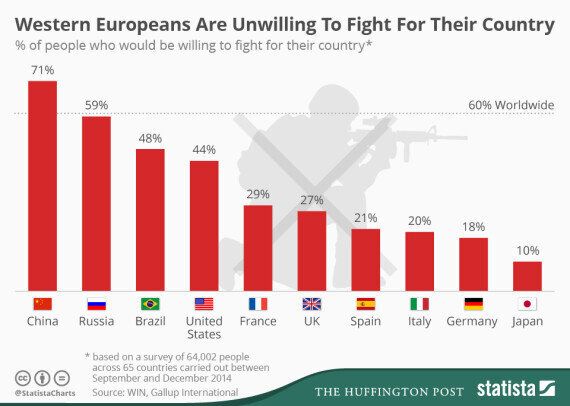 Western Europeans Are Unwilling To Fight For Their Country
% of people who would be willing to fight for their country*
71%
60% Worldwide
59%
48%
44%
29%
27%
21%
20%
18%
10%
China
Russia
Brazil
United
States
France
UK
Spain
Italy
Germany
Japan
* based on a survey of 64,002 people
across 65 countries carried out between
September and December 2014
@StatistaCharts
Source: WIN, Gallup International
THE HUFFINGTON POST
statista